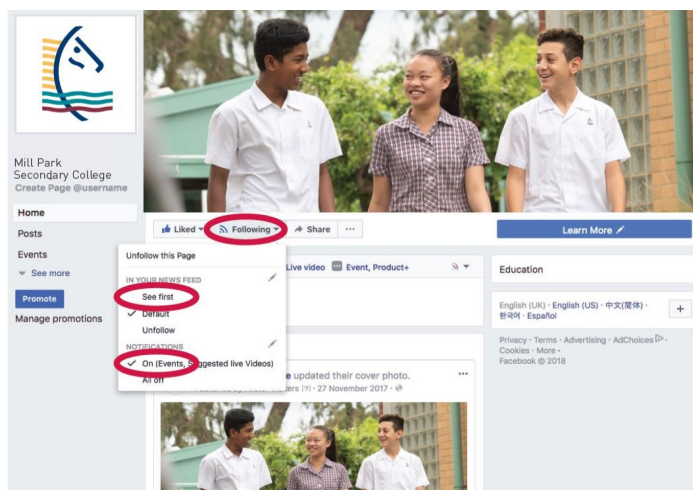 Mill Park
Secondary College
Create Page @username
Home
Posts
Events
See more
Promote
Manage promotions
Liked
Following
Share
Learn More
Unfollow this Page
IN YOUR NEWS FEED
See first
Default
Unfollow
NOTIFICATIONS
On (Events, Suggested live Videos)
All off
Live video
Event, Product+
updated their cover photo.
27 November 2017
Education
English (UK) · English (US) · 中文(简体) ·
한국어 · Español
Privacy · Terms · Advertising · AdChoices ·
Cookies · More ·
Facebook © 2018